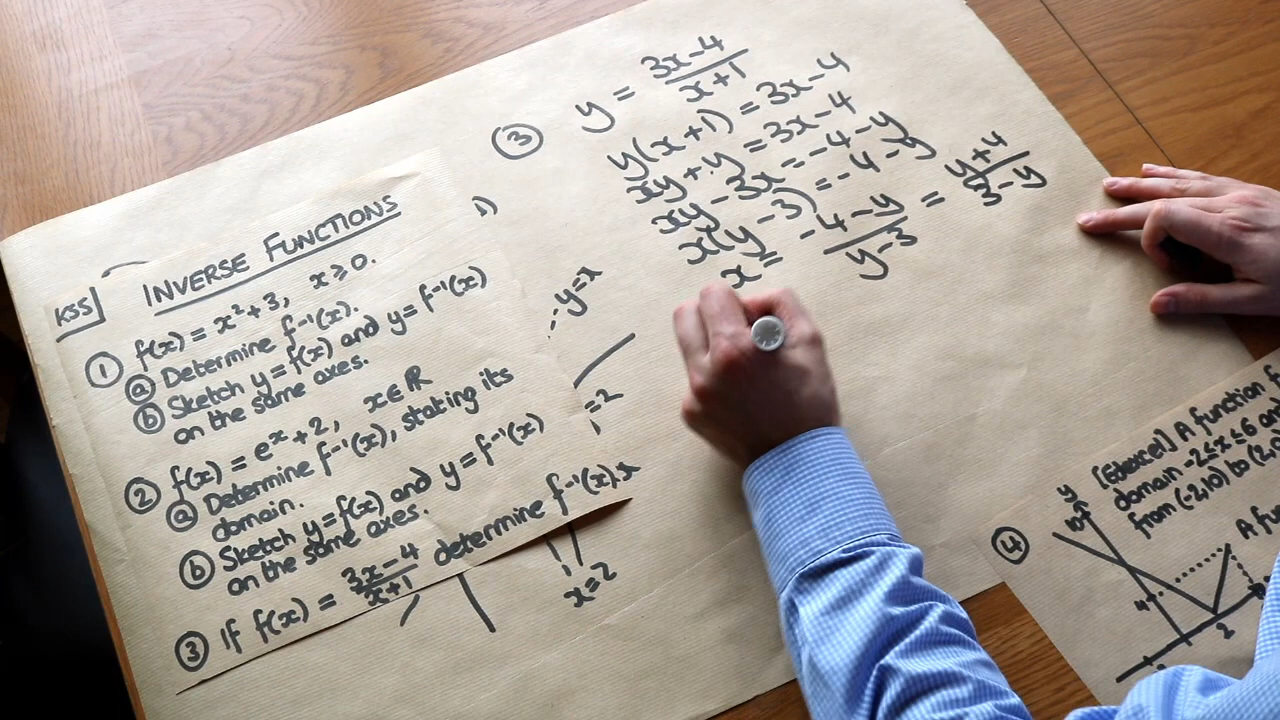 KS5
INVERSE FUNCTIONS
① f(x) = x² + 3, x ⩾ 0.
ⓐ Determine f⁻¹(x).
ⓑ Sketch y = f(x) and y = f⁻¹(x)
on the same axes.
② f(x) = eˣ + 2, x ∈ ℝ
ⓐ Determine f⁻¹(x), stating its
domain.
ⓑ Sketch y = f(x) and y = f⁻¹(x)
on the same axes.
③ If f(x) = (3x-4)/(x+1) determine f⁻¹(x).
y=x
=2
x
x=2
③
y = (3x-4)/(x+1)
y(x+1) = 3x-4
xy + y = 3x-4
xy - 3x = -4-y
x(y-3) = -4-y
x = (-4-y)/(y-3) = (y+4)/(3-y)
④ [Edexcel] A function f
domain -2≤x≤6 an
from (-2,10) to (2,
A fu
y
10
4
2